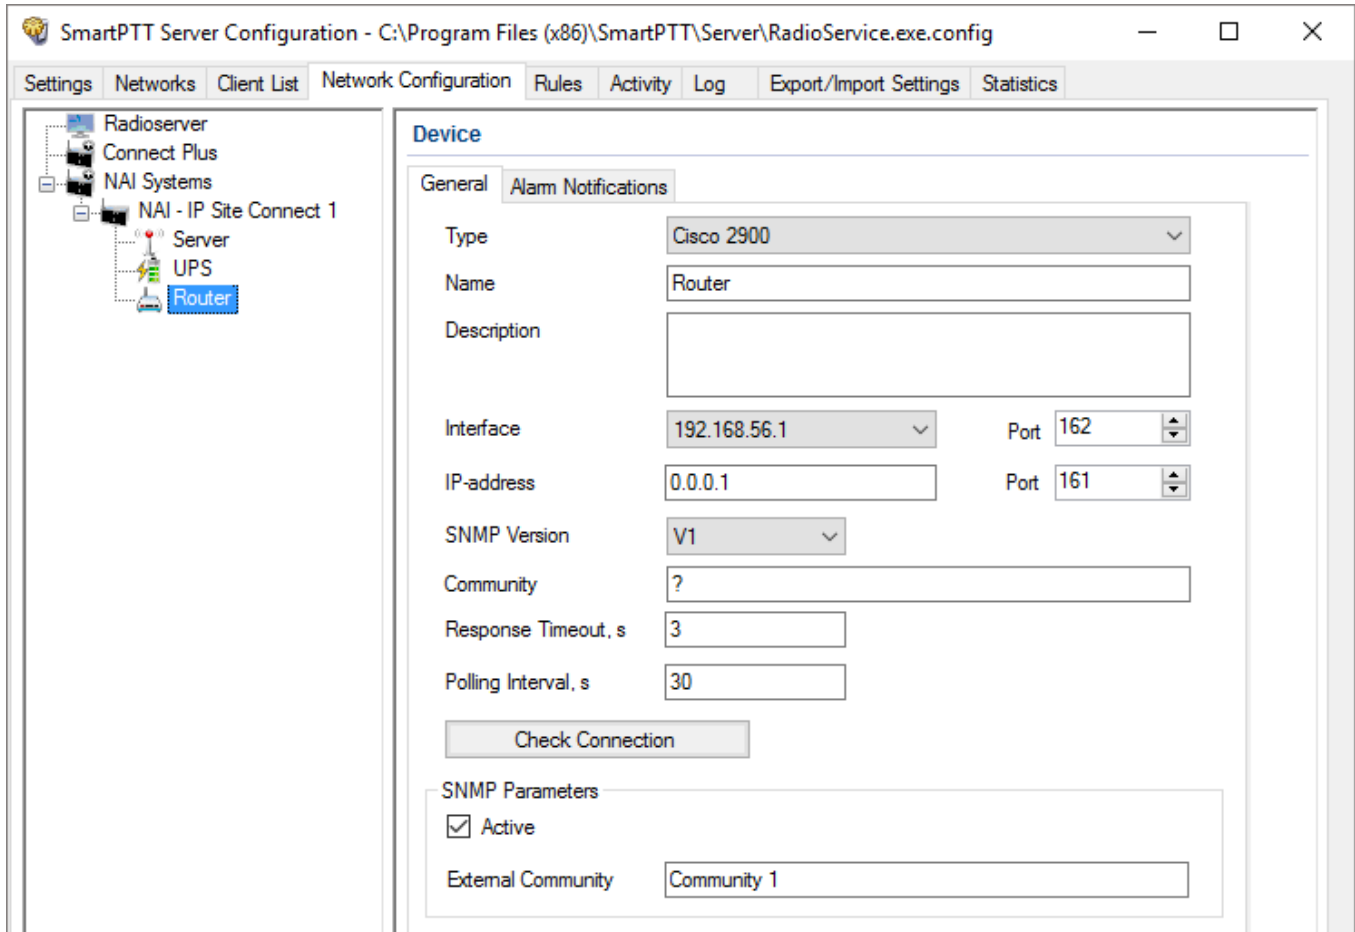 SmartPTT Server Configuration - C:\Program Files (x86)\SmartPTT\Server\RadioService.exe.config
Settings Networks Client List Network Configuration Rules Activity Log Export/Import Settings Statistics
Radioserver
Connect Plus
NAI Systems
NAI - IP Site Connect 1
Server
UPS
Router
Device
General Alarm Notifications
Type Cisco 2900
Name Router
Description
Interface 192.168.56.1 Port 162
IP-address 0.0.0.1 Port 161
SNMP Version V1
Community ?
Response Timeout, s 3
Polling Interval, s 30
Check Connection
SNMP Parameters
Active
External Community Community 1